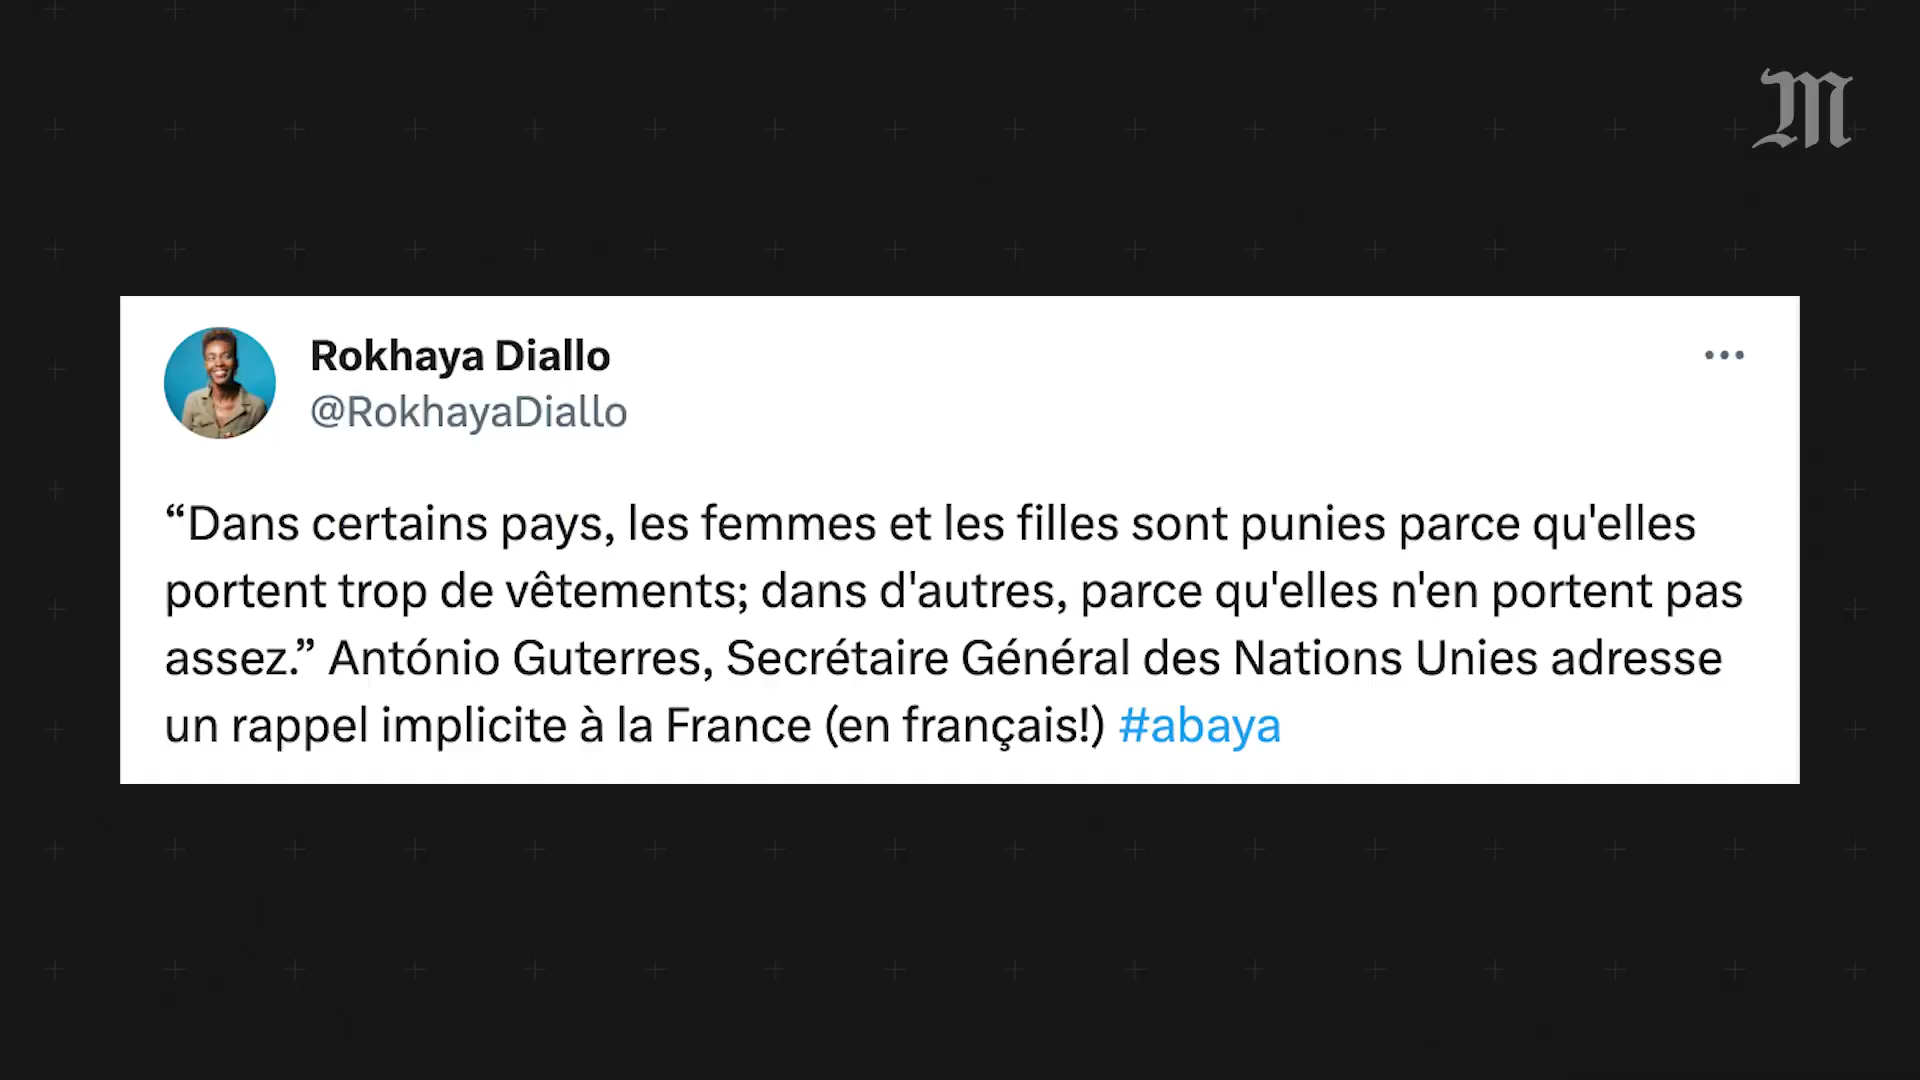 M
Rokhaya Diallo
@RokhayaDiallo
“Dans certains pays, les femmes et les filles sont punies parce qu'elles
portent trop de vêtements; dans d'autres, parce qu'elles n'en portent pas
assez.” António Guterres, Secrétaire Général des Nations Unies adresse
un rappel implicite à la France (en français!) #abaya